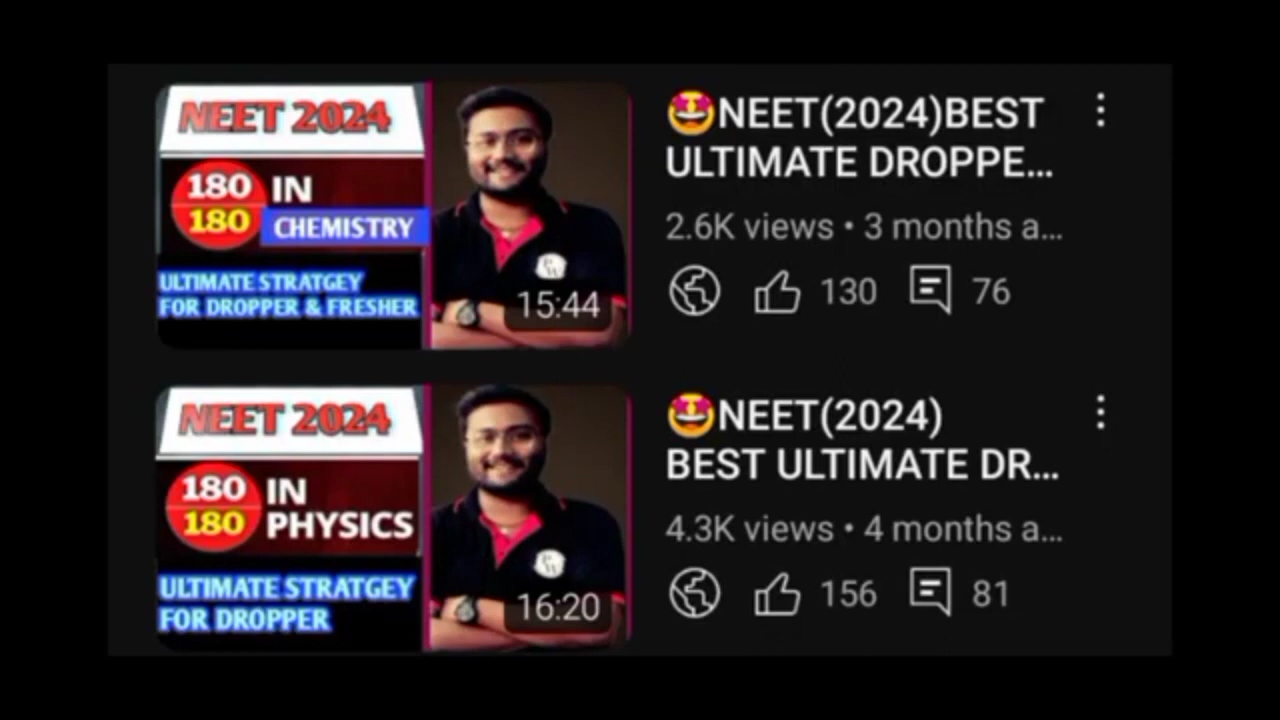 NEET 2024
180 IN
180 CHEMISTRY
ULTIMATE STRATGEY
FOR DROPPER & FRESHER
PW
15:44
🤩NEET(2024)BEST
ULTIMATE DROPPE...
2.6K views • 3 months a...
130 76
NEET 2024
180 IN
180 PHYSICS
ULTIMATE STRATGEY
FOR DROPPER
PW
16:20
🤩NEET(2024)
BEST ULTIMATE DR...
4.3K views • 4 months a...
156 81